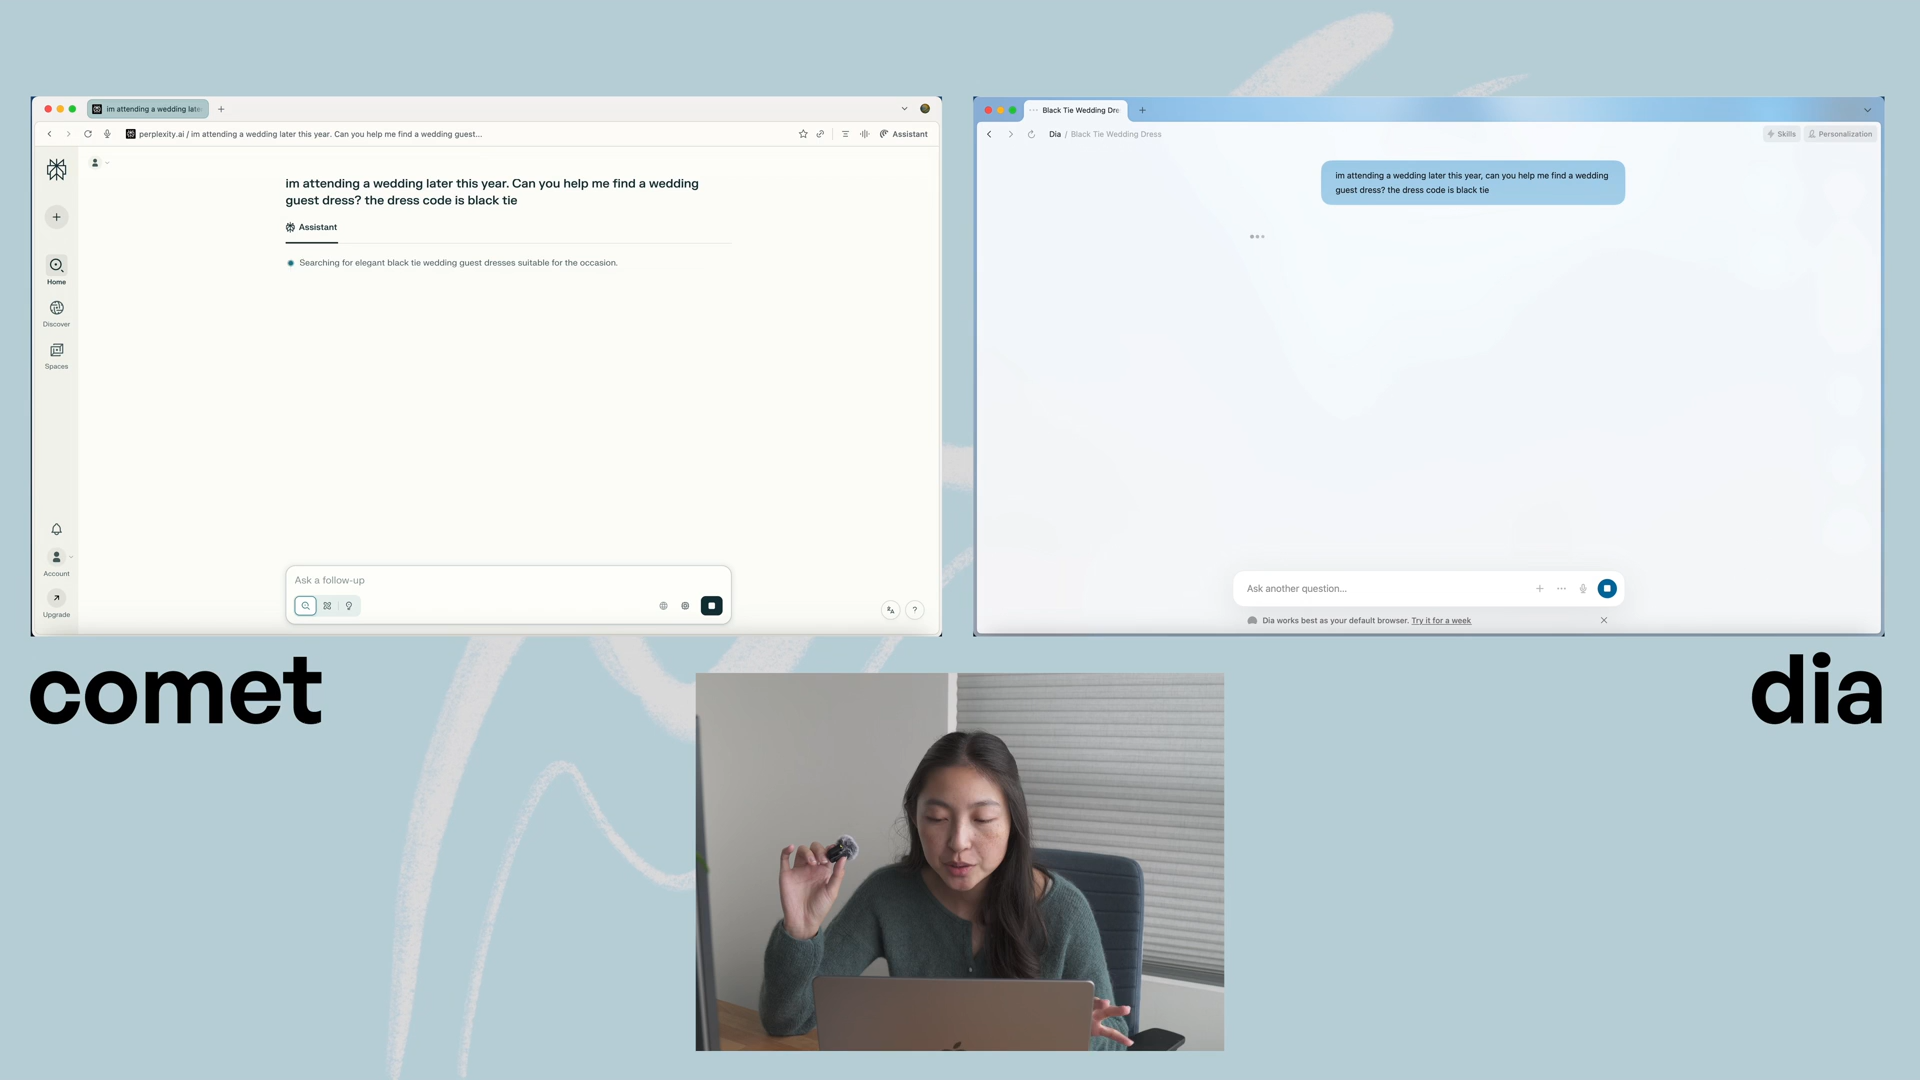 im attending a wedding late
perplexity.ai / im attending a wedding later this year. Can you help me find a wedding guest...
Assistant
im attending a wedding later this year. Can you help me find a wedding
guest dress? the dress code is black tie
Assistant
Searching for elegant black tie wedding guest dresses suitable for the occasion.
Home
Discover
Spaces
Account
Upgrade
Ask a follow-up
?
Black Tie Wedding Dre
Dia / Black Tie Wedding Dress
Skills
Personalization
im attending a wedding later this year, can you help me find a wedding
guest dress? the dress code is black tie
Ask another question...
Dia works best as your default browser. Try it for a week
comet
dia